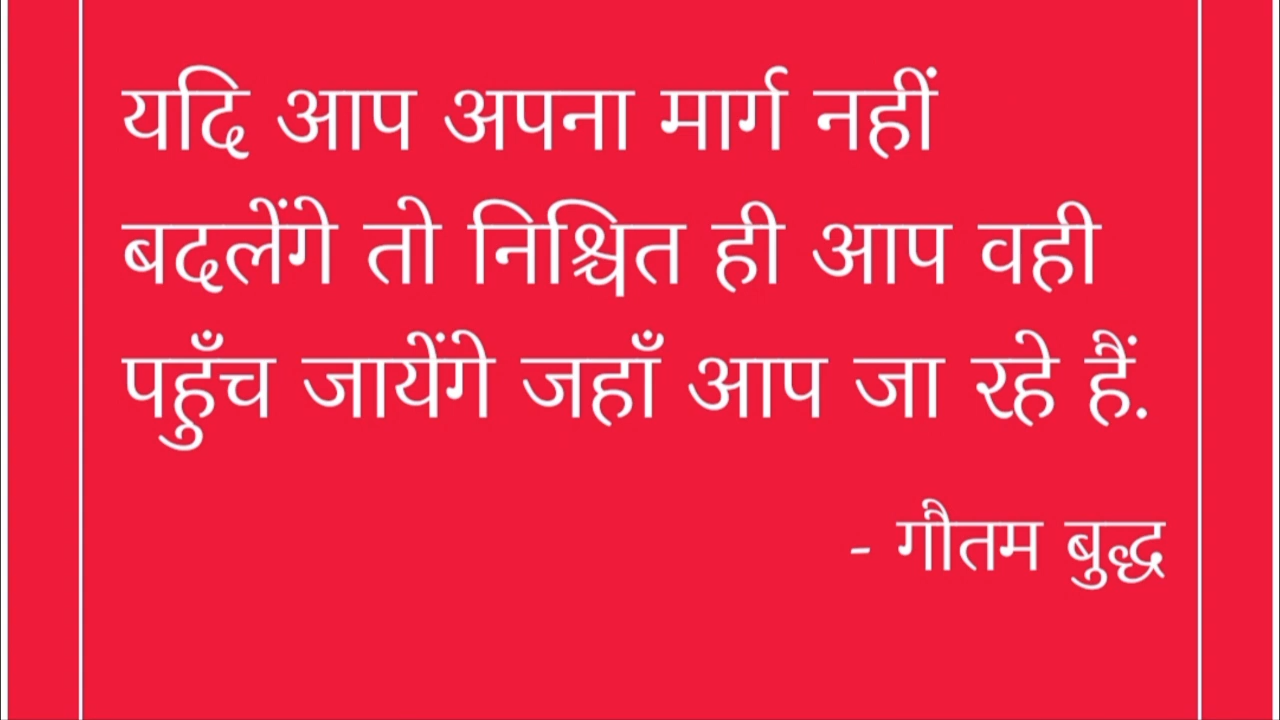 यदि आप अपना मार्ग नहीं
बदलेंगे तो निश्चित ही आप वही
पहुँच जायेंगे जहाँ आप जा रहे हैं.
- गौतम बुद्ध